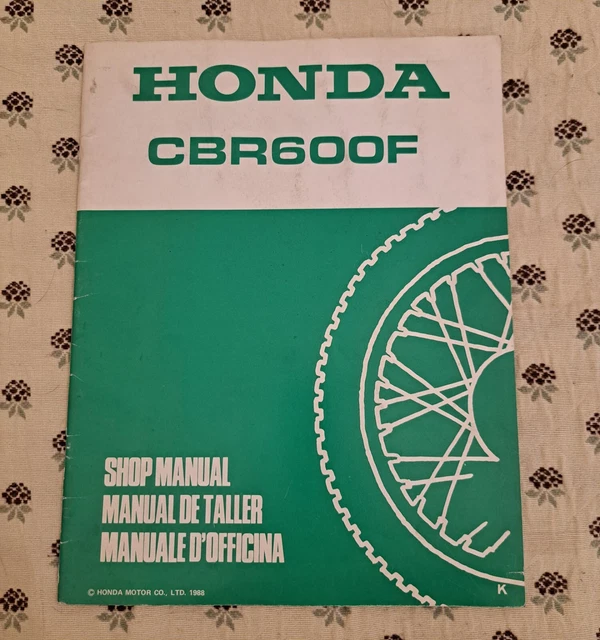 HONDA
CBR600F
SHOP MANUAL
MANUAL DE TALLER
MANUALE D'OFFICINA
© HONDA MOTOR CO., LTD. 1988
K